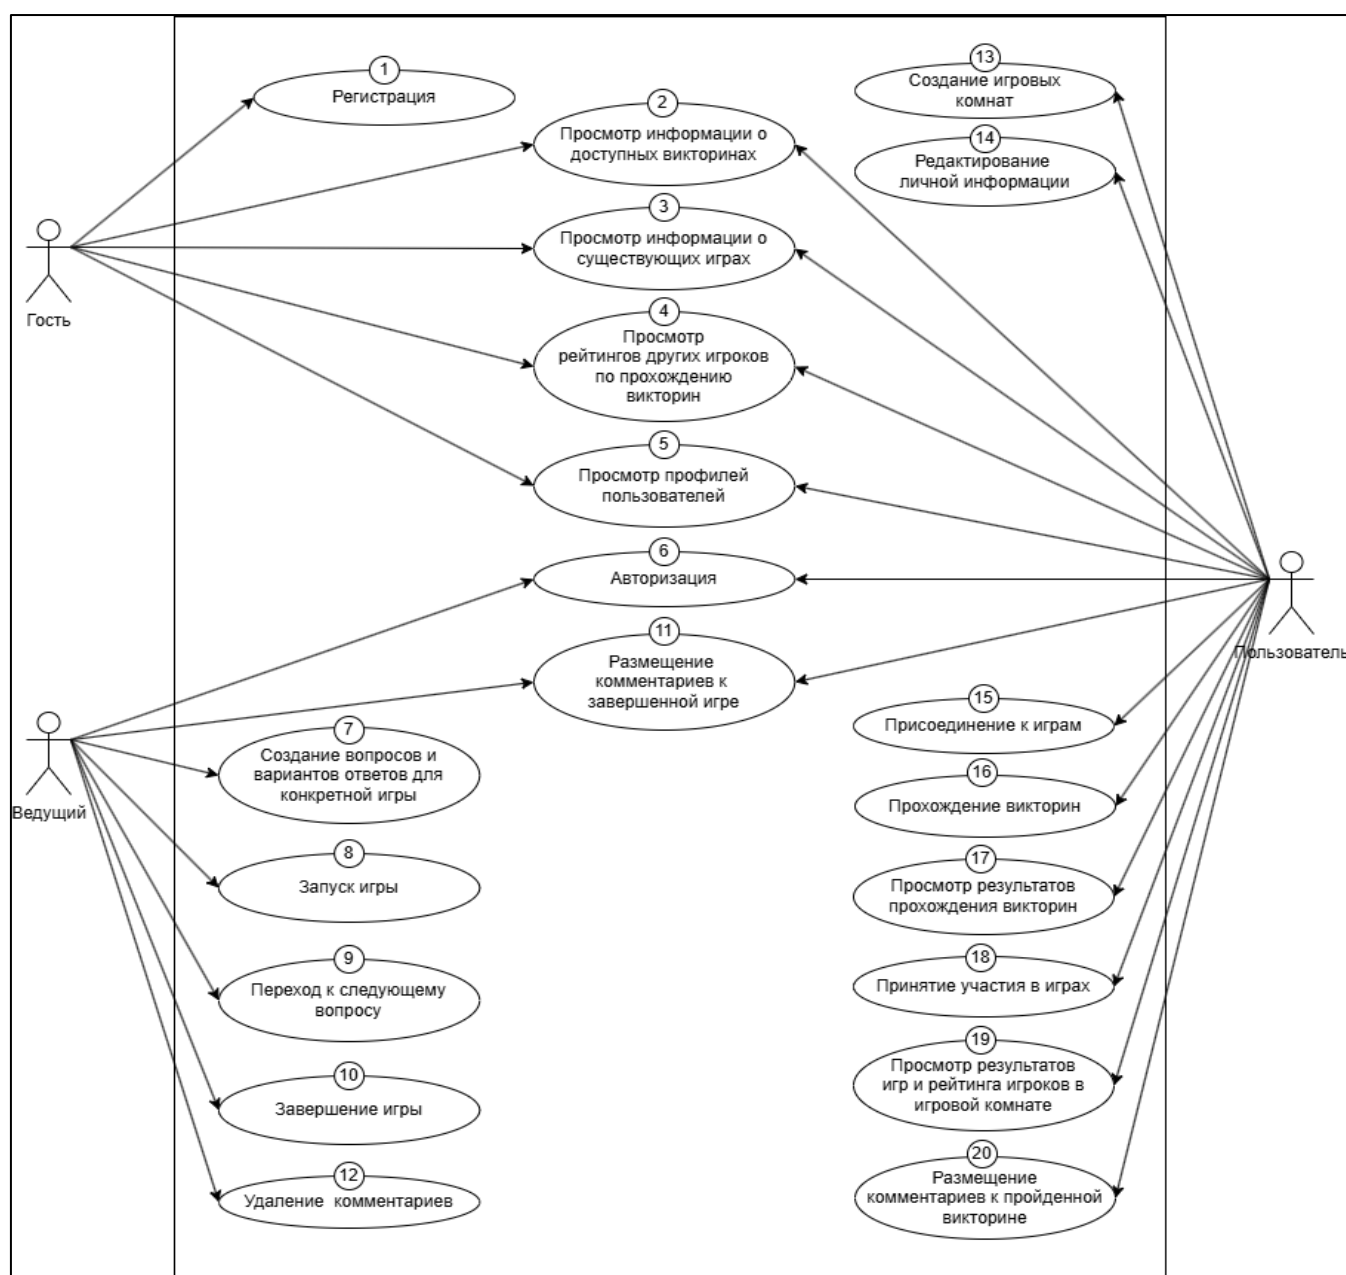 1
Регистрация
2
Просмотр информации о
доступных викторинах
3
Просмотр информации о
существующих играх
4
Просмотр
рейтингов других игроков
по прохождению
викторин
5
Просмотр профилей
пользователей
6
Авторизация
11
Размещение
комментариев к
завершенной игре
13
Создание игровых
комнат
14
Редактирование
личной информации
Гость
Пользователь
Ведущий
7
Создание вопросов и
вариантов ответов для
конкретной игры
8
Запуск игры
9
Переход к следующему
вопросу
10
Завершение игры
12
Удаление комментариев
15
Присоединение к играм
16
Прохождение викторин
17
Просмотр результатов
прохождения викторин
18
Принятие участия в играх
19
Просмотр результатов
игр и рейтинга игроков в
игровой комнате
20
Размещение
комментариев к пройденной
викторине